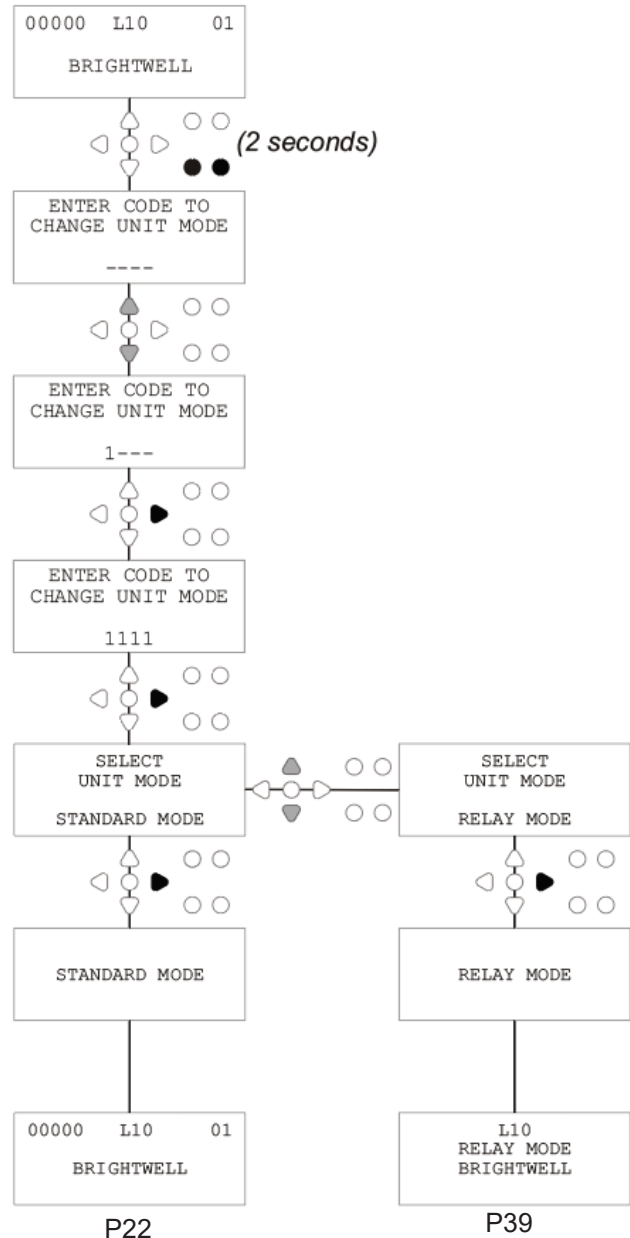 00000 L10 01
BRIGHTWELL
(2 seconds)
ENTER CODE TO
CHANGE UNIT MODE
----
ENTER CODE TO
CHANGE UNIT MODE
1---
ENTER CODE TO
CHANGE UNIT MODE
1111
SELECT
UNIT MODE
STANDARD MODE
SELECT
UNIT MODE
RELAY MODE
STANDARD MODE
RELAY MODE
00000 L10 01
BRIGHTWELL
L10
RELAY MODE
BRIGHTWELL
P22
P39